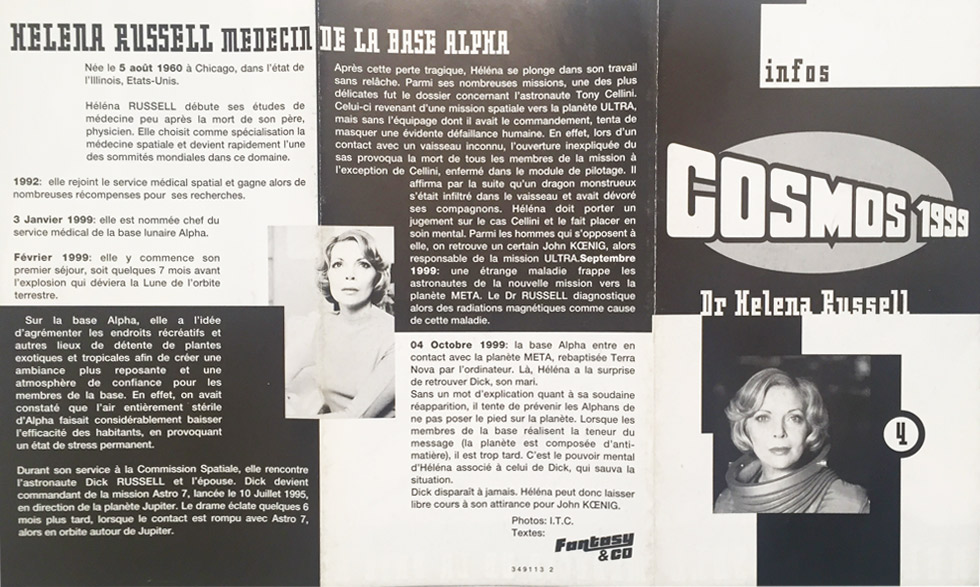 HELENA RUSSELL MEDECIN DE LA BASE ALPHA
Née le 5 août 1960 à Chicago, dans l'état de
l'Illinois, Etats-Unis.
Héléna RUSSELL débute ses études de
médecine peu après la mort de son père,
physicien. Elle choisit comme spécialisation la
médecine spatiale et devient rapidement l'une
des sommités mondiales dans ce domaine.
1992: elle rejoint le service médical spatial et gagne alors de
nombreuses récompenses pour ses recherches.
3 Janvier 1999: elle est nommée chef du
service médical de la base lunaire Alpha.
Février 1999: elle y commence son
premier séjour, soit quelques 7 mois avant
l'explosion qui déviera la Lune de l'orbite
terrestre.
Sur la base Alpha, elle a l'idée
d'agrémenter les endroits récréatifs et
autres lieux de détente de plantes
exotiques et tropicales afin de créer une
ambiance plus reposante et une
atmosphère de confiance pour les
membres de la base. En effet, on avait
constaté que l'air entièrement stérile
d'Alpha faisait considérablement baisser
l'efficacité des habitants, en provoquant
un état de stress permanent.
Durant son service à la Commission Spatiale, elle rencontre
l'astronaute Dick RUSSELL et l'épouse. Dick devient
commandant de la mission Astro 7, lancée le 10 Juillet 1995,
en direction de la planète Jupiter. Le drame éclate quelques 6
mois plus tard, lorsque le contact est rompu avec Astro 7,
alors en orbite autour de Jupiter.
Après cette perte tragique, Héléna se plonge dans son travail
sans relâche. Parmi ses nombreuses missions, une des plus
délicates fut le dossier concernant l'astronaute Tony Cellini.
Celui-ci revenant d'une mission spatiale vers la planète ULTRA,
mais sans l'équipage dont il avait le commandement, tenta de
masquer une évidente défaillance humaine. En effet, lors d'un
contact avec un vaisseau inconnu, l'ouverture inexpliquée du
sas provoqua la mort de tous les membres de la mission à
l'exception de Cellini, enfermé dans le module de pilotage. Il
affirma par la suite qu'un dragon monstrueux
s'était infiltré dans le vaisseau et avait dévoré
ses compagnons. Héléna doit porter un
jugement sur le cas Cellini et le fait placer en
soin mental. Parmi les hommes qui s'opposent à
elle, on retrouve un certain John KŒNIG, alors
responsable de la mission ULTRA.Septembre
1999: une étrange maladie frappe les
astronautes de la nouvelle mission vers la
planète META. Le Dr RUSSELL diagnostique
alors des radiations magnétiques comme cause
de cette maladie.
04 Octobre 1999: la base Alpha entre en
contact avec la planète META, rebaptisée Terra
Nova par l'ordinateur. Là, Héléna a la surprise
de retrouver Dick, son mari.
Sans un mot d'explication quant à sa soudaine
réapparition, il tente de prévenir les Alphans de
ne pas poser le pied sur la planète. Lorsque les
membres de la base réalisent la teneur du
message (la planète est composée d'anti-
matière), il est trop tard. C'est le pouvoir mental
d'Héléna associé à celui de Dick, qui sauva la
situation.
Dick disparaît à jamais. Héléna peut donc laisser
libre cours à son attirance pour John KŒNIG.
Photos: I.T.C.
Textes:
Fantasy
& CO
349113 2
infos
COSMOS 1999
Dr Helena Russell
4